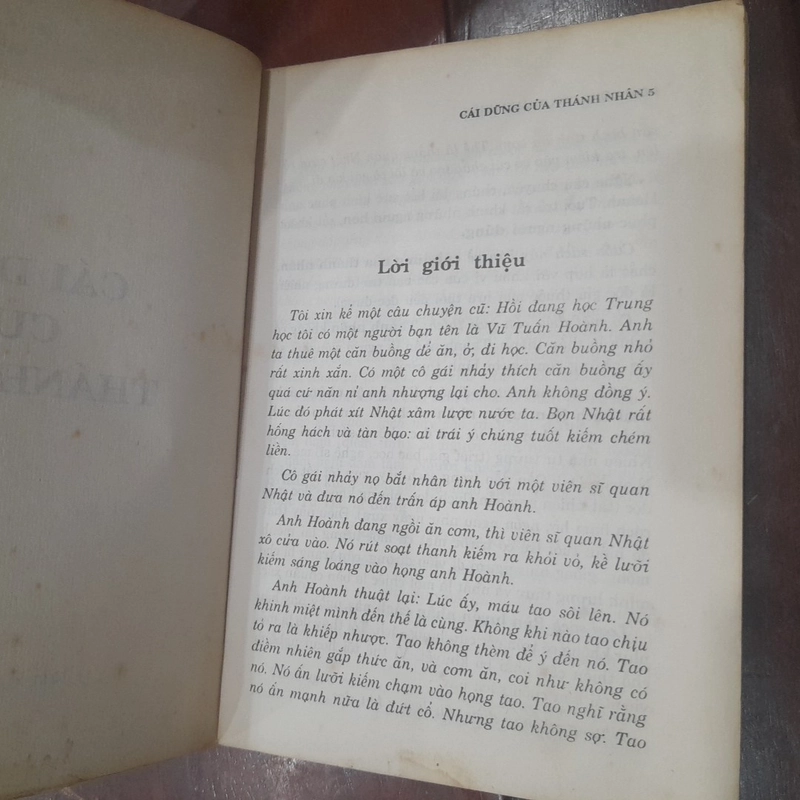 CÁI DŨNG CỦA THÁNH NHÂN 5
Lời giới thiệu
Tôi xin kể một câu chuyện cũ: Hồi đang học Trung
học tôi có một người bạn tên là Vũ Tuấn Hoành. Anh
ta thuê một căn buồng để ăn, ở, đi học. Căn buồng nhỏ
rất xinh xắn. Có một cô gái nhảy thích căn buồng ấy
quá cứ năn nỉ anh nhượng lại cho. Anh không đồng ý.
Lúc đó phát xít Nhật xâm lược nước ta. Bọn Nhật rất
hống hách và tàn bạo: ai trái ý chúng tuốt kiếm chém
liền.
Cô gái nhảy nọ bắt nhân tình với một viên sĩ quan
Nhật và đưa nó đến trấn áp anh Hoành.
Anh Hoành đang ngồi ăn cơm, thì viên sĩ quan Nhật
xô cửa vào. Nó rút soạt thanh kiếm ra khỏi vỏ, kề lưỡi
kiếm sáng loáng vào họng anh Hoành.
Anh Hoành thuật lại: Lúc ấy, máu tao sôi lên. Nó
khinh miệt mình đến thế là cùng. Không khi nào tao chịu
tỏ ra là khiếp nhược. Tao không thèm để ý đến nó. Tao
điềm nhiên gắp thức ăn, và cơm ăn, coi như không có
nó. Nó ấn lưỡi kiếm chạm vào họng tao. Tao nghĩ rằng
nó ấn mạnh nữa là đứt cổ. Nhưng tao không sợ. Tao